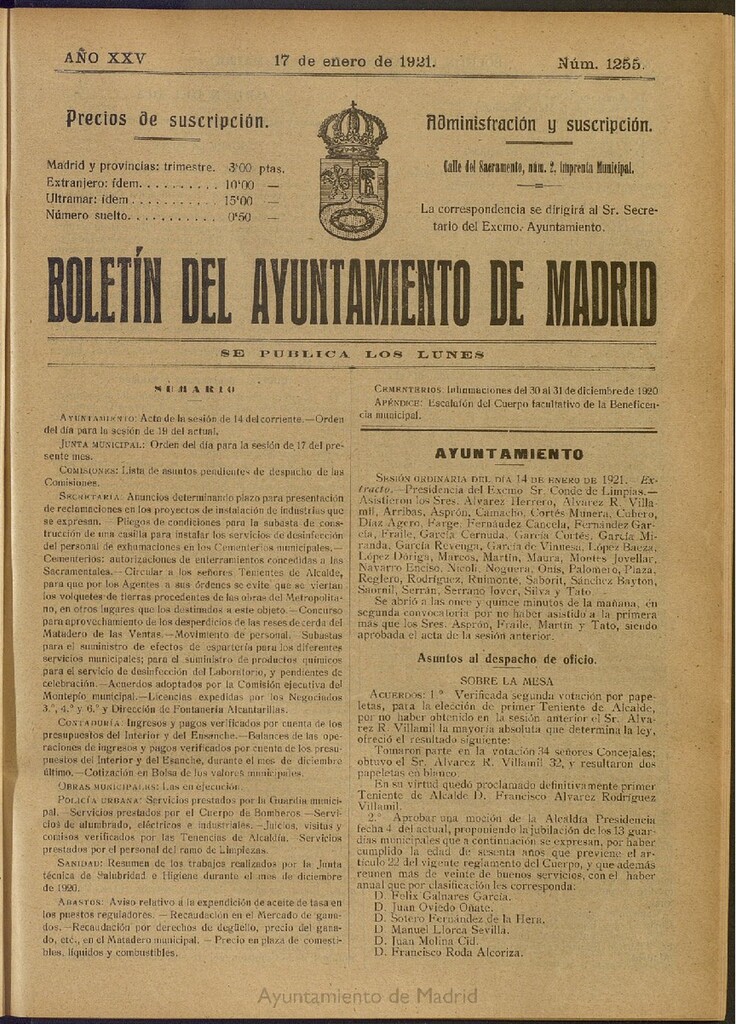 AÑO XXV
17 de enero de 1921.
Núm. 1255.
Precios de suscripción.
Madrid y provincias: trimestre. 3'00 ptas.
Extranjero: ídem. . . . . . . . . . 10'00 —
Ultramar: ídem . . . . . . . . . . . 15'00 —
Número suelto. . . . . . . . . . . 0'50 —
Administración y suscripción.
Calle del Sacramento, núm. 2. Imprenta Municipal.
La correspondencia se dirigirá al Sr. Secre-
tario del Excmo. Ayuntamiento.
BOLETÍN DEL AYUNTAMIENTO DE MADRID
SE PUBLICA LOS LUNES
SUMARIO
AYUNTAMIENTO: Acta de la sesión de 14 del corriente.—Orden
del día para la sesión de 19 del actual.
JUNTA MUNICIPAL: Orden del día para la sesión de 17 del pre-
sente mes.
COMISIONES: Lista de asuntos pendientes de despacho de las
Comisiones.
SECRETARÍA: Anuncios determinando plazo para presentación
de reclamaciones en los proyectos de instalación de industrias que
se expresan. — Pliegos de condiciones para la subasta de cons-
trucción de una casilla para instalar los servicios de desinfección
del personal de exhumaciones en los Cementerios municipales.—
Cementerios: autorizaciones de enterramientos concedidas a las
Sacramentales.— Circular a los señores Tenientes de Alcalde,
para que por los Agentes a sus órdenes se evite que se viertan
los volquetes de tierras procedentes de las obras del Metropolita-
no, en otros lugares que los destinados a este objeto.—Concurso
para aprovechamiento de los desperdicios de las reses de cerda del
Matadero de las Ventas.—Movimiento de personal.—Subastas
para el suministro de efectos de espartería para los diferentes
servicios municipales; para el suministro de productos químicos
para el servicio de desinfección del Laboratorio, y pendientes de
celebración.—Acuerdos adoptados por la Comisión ejecutiva del
Montepío municipal.—Licencias expedidas por los Negociados
3.º, 4.º y 6.º y Dirección de Fontanería Alcantarillas.
CONTADURÍA: Ingresos y pagos verificados por cuenta de los
presupuestos del Interior y del Ensanche.—Balances de las ope-
raciones de ingresos y pagos verificados por cuenta de los presu-
puestos del Interior y del Esanche, durante el mes de diciembre
último.—Cotización en Bolsa de los valores municipales.
OBRAS MUNICIPALES: Las en ejecución.
POLICÍA URBANA: Servicios prestados por la Guardia munici-
pal. —Servicios prestados por el Cuerpo de Bomberos —Servi-
cios de alumbrado, eléctricos e industriales.—Juicios, visitas y
comisos verificados por las Tenencias de Alcaldía. —Servicios
prestados por el personal del ramo de Limpiezas.
SANIDAD: Resumen de los trabajos realizados por la Junta
técnica de Salubridad e Higiene durante el mes de diciembre
de 1920.
ABASTOS: Aviso relativo a la expendición de aceite de tasa en
los puestos reguladores. — Recaudación en el Mercado de gana-
dos.—Recaudación por derechos de degüello, precio del gana-
do, etc., en el Matadero municipal. — Precio en plaza de comesti-
bles, líquidos y combustibles.
CEMENTERIOS: Inhumaciones del 30 al 31 de diciembre de 1920
APÉNDICE: Escalafón del Cuerpo facultativo de la Beneficen-
cia municipal.
AYUNTAMIENTO
SESIÓN ORDINARIA DEL DÍA 14 DE ENERO DE 1921. Ex-
tracto.—Presidencia del Excmo Sr. Conde de Limpias.—
Asistieron los Sres. Álvarez Herrero, Álvarez R. Villa-
mil, Arribas, Asprón, Camacho, Cortés Munera, Cubero,
Díaz Agero, Farge, Fernández Cancela, Fernández Gar-
cía, Fraile, García Cernuda, García Cortés, García Mi-
randa, García Revenga, García de Vinuesa, López Baeza,
López Dóriga, Marcos, Martín, Maura, Montes Jovellar,
Navarro Enciso, Nicoli, Noguera, Onís, Palomero, Plaza,
Reglero, Rodríguez, Ruimonte, Saborit, Sánchez Bayton,
Saornil, Serrán, Serrano Jover, Silva y Tato.
Se abrió a las once y quince minutos de la mañana, en
segunda convocatoria por no haber asistido a la primera
más que los Sres. Asprón, Fraile, Martín y Tato, siendo
aprobada el acta de la sesión anterior.
Asuntos al despacho de oficio.
SOBRE LA MESA
ACUERDOS: 1.º Verificada segunda votación por pape-
letas, para la elección de primer Teniente de Alcalde,
por no haber obtenido en la sesión anterior el Sr. Álva-
rez R. Villamil la mayoría absoluta que determina la ley,
ofreció el resultado siguiente:
Tomaron parte en la votación 34 señores Concejales;
obtuvo el Sr. Álvarez R. Villamil 32, y resultaron dos
papeletas en blanco.
En su virtud quedó proclamado definitivamente primer
Teniente de Alcalde D. Francisco Álvarez Rodríguez
Villamil.
2.º Aprobar una moción de la Alcaldía Presidencia
fecha 4 del actual, proponiendo la jubilación de los 13 guar-
dias municipales que a continuación se expresan, por haber
cumplido la edad de sesenta años que previene el ar-
tículo 22 del vigente reglamento del Cuerpo, y que además
reunen más de veinte de buenos servicios, con el haber
anual que por clasificación les corresponda:
D. Félix Galnares García.
D. Juan Oviedo Oñate.
D. Sotero Fernández de la Hera.
D. Manuel Llorca Sevilla.
D. Juan Molina Cid.
D. Francisco Roda Alcoriza.
Ayuntamiento de Madrid